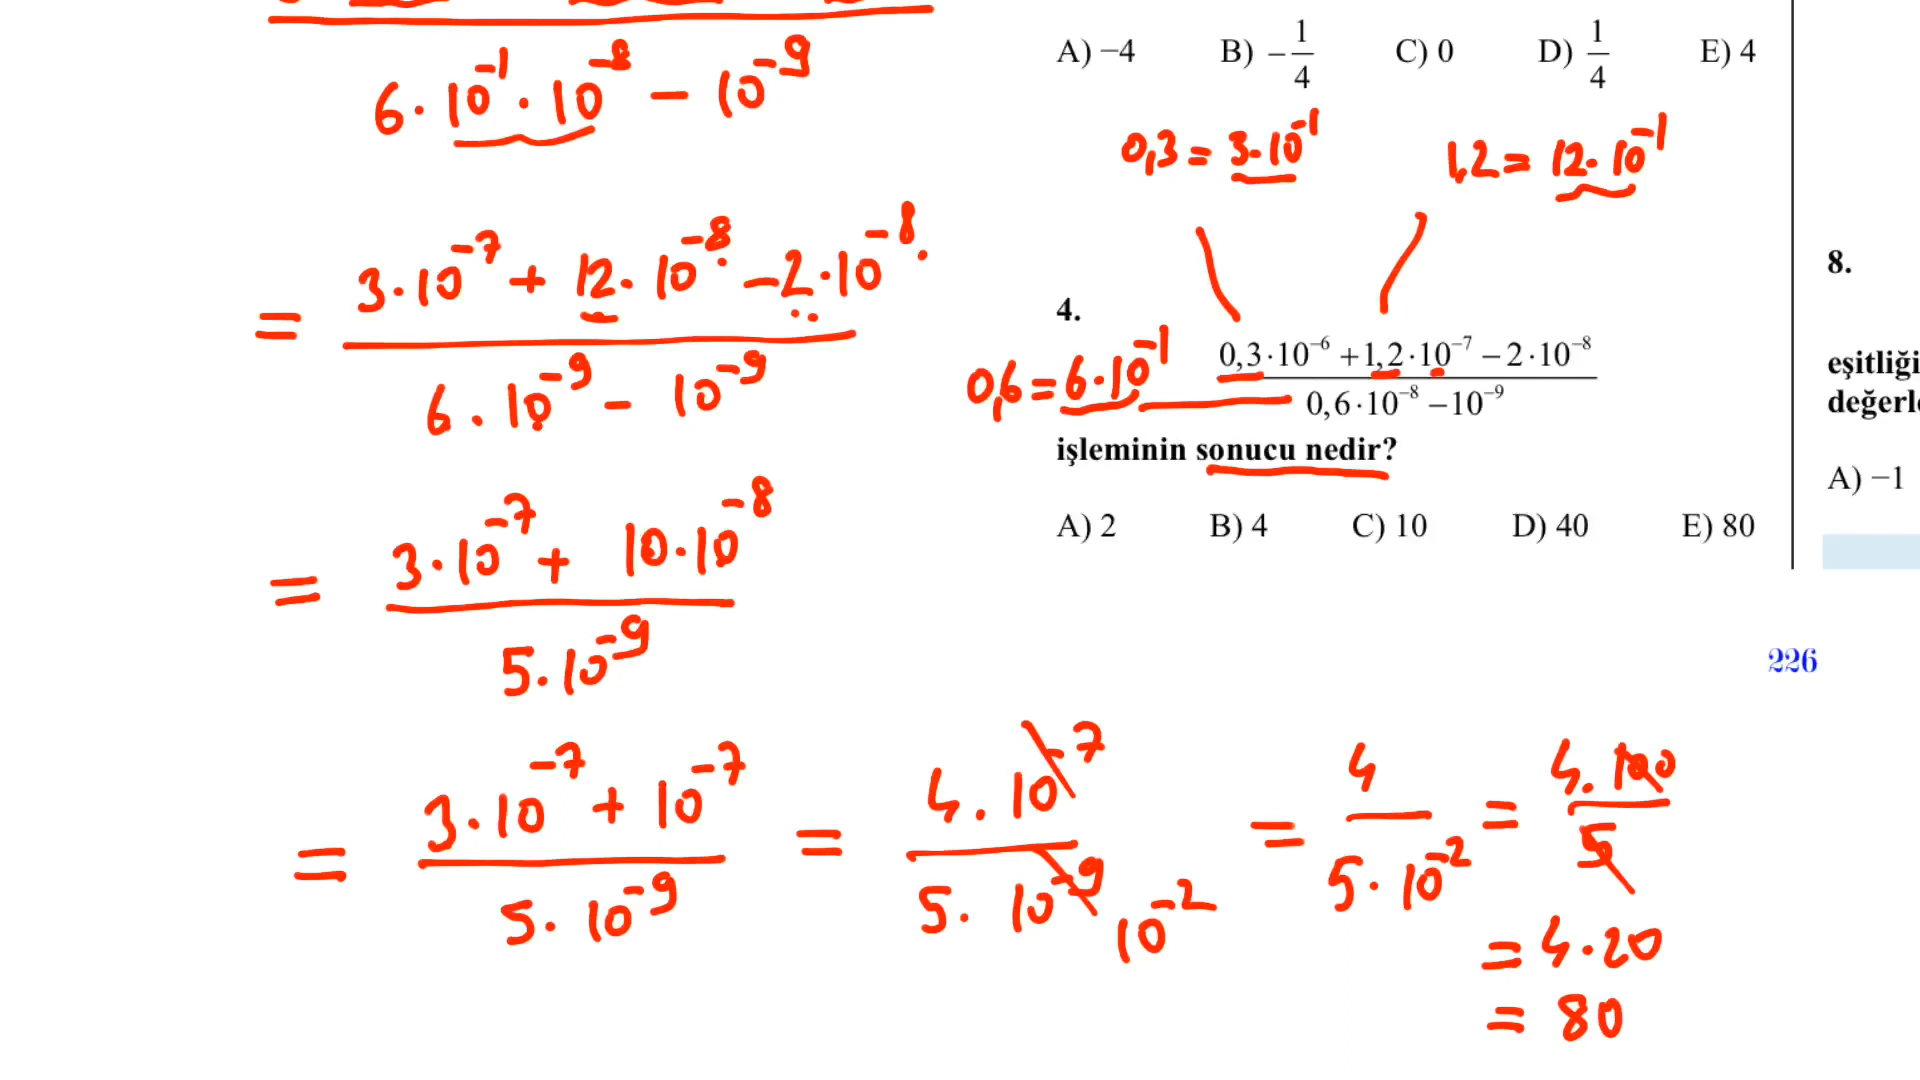 6 · 10⁻¹ · 10⁻⁸ − 10⁻⁹
= (3 · 10⁻⁷ + 12 · 10⁻⁸ − 2 · 10⁻⁸) / (6 · 10⁻⁹ − 10⁻⁹)
= (3 · 10⁻⁷ + 10 · 10⁻⁸) / (5 · 10⁻⁹)
= (3 · 10⁻⁷ + 10⁻⁷) / (5 · 10⁻⁹) = (4 · 10⁻⁷) / (5 · 10⁻⁹) 10⁻² = 4 / (5 · 10⁻²) = (4 · 100) / 5
= 4 · 20
= 80
A) −4 B) −1/4 C) 0 D) 1/4 E) 4
0,3 = 3 · 10⁻¹ 1,2 = 12 · 10⁻¹
4.
(0,3 · 10⁻⁶ + 1,2 · 10⁻⁷ − 2 · 10⁻⁸) / (0,6 · 10⁻⁸ − 10⁻⁹)
0,6 = 6 · 10⁻¹
işleminin sonucu nedir?
A) 2 B) 4 C) 10 D) 40 E) 80
226
8.
A) −1